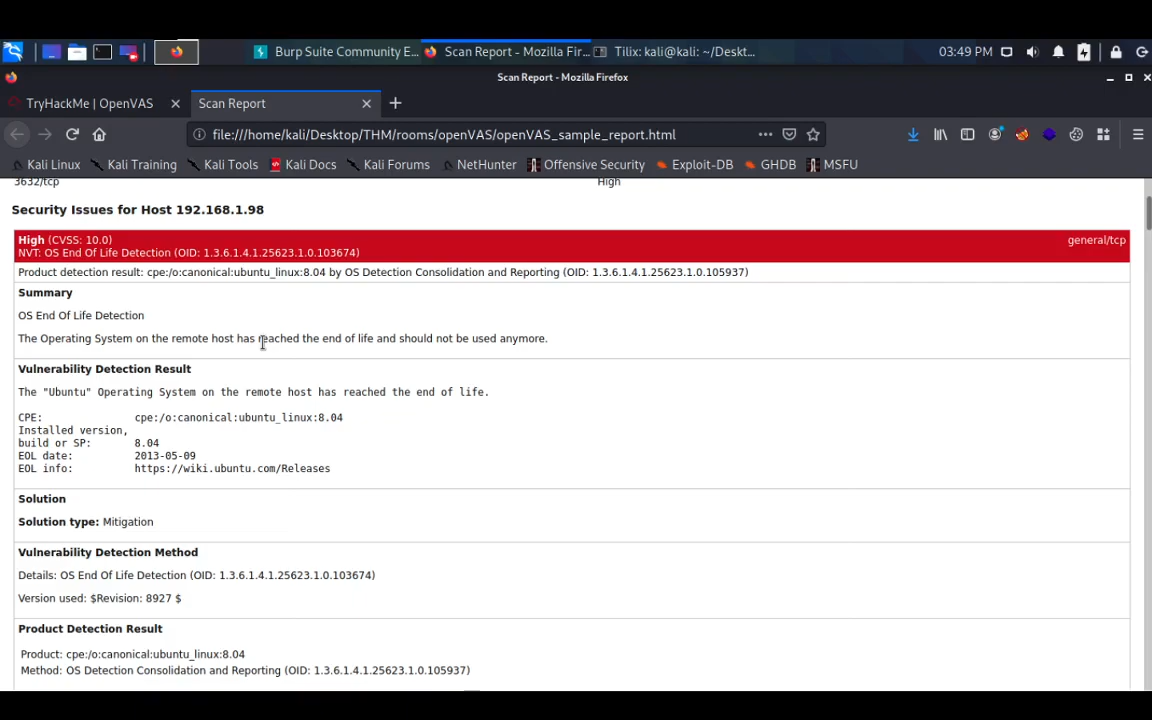 Burp Suite Community E...
Scan Report - Mozilla Fir...
Tilix: kali@kali: ~/Deskt...
03:49 PM
Scan Report - Mozilla Firefox
TryHackMe | OpenVAS
Scan Report
file:///home/kali/Desktop/THM/rooms/openVAS/openVAS_sample_report.html
Kali Linux
Kali Training
Kali Tools
Kali Docs
Kali Forums
NetHunter
Offensive Security
Exploit-DB
GHDB
MSFU
3632/tcp High
Security Issues for Host 192.168.1.98
High (CVSS: 10.0) general/tcp
NVT: OS End Of Life Detection (OID: 1.3.6.1.4.1.25623.1.0.103674)
Product detection result: cpe:/o:canonical:ubuntu_linux:8.04 by OS Detection Consolidation and Reporting (OID: 1.3.6.1.4.1.25623.1.0.105937)
Summary
OS End Of Life Detection
The Operating System on the remote host has reached the end of life and should not be used anymore.
Vulnerability Detection Result
The "Ubuntu" Operating System on the remote host has reached the end of life.
CPE: cpe:/o:canonical:ubuntu_linux:8.04
Installed version,
build or SP: 8.04
EOL date: 2013-05-09
EOL info: https://wiki.ubuntu.com/Releases
Solution
Solution type: Mitigation
Vulnerability Detection Method
Details: OS End Of Life Detection (OID: 1.3.6.1.4.1.25623.1.0.103674)
Version used: $Revision: 8927 $
Product Detection Result
Product: cpe:/o:canonical:ubuntu_linux:8.04
Method: OS Detection Consolidation and Reporting (OID: 1.3.6.1.4.1.25623.1.0.105937)